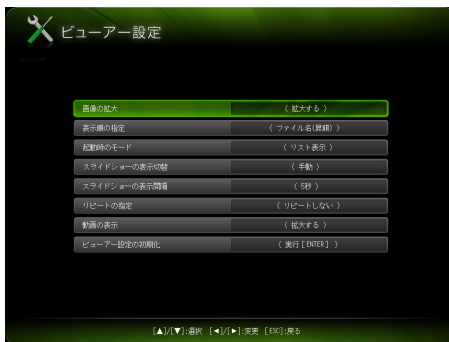 ビューアー設定
画像の拡大 〈 拡大する 〉
表示順の指定 〈 ファイル名(昇順) 〉
起動時のモード 〈 リスト表示 〉
スライドショーの表示切替 〈 手動 〉
スライドショーの表示間隔 〈 5秒 〉
リピートの指定 〈 リピートしない 〉
動画の表示 〈 拡大する 〉
ビューアー設定の初期化 〈 実行[ENTER] 〉
[▲]/[▼]:選択 [◄]/[►]:変更 [ESC]:戻る